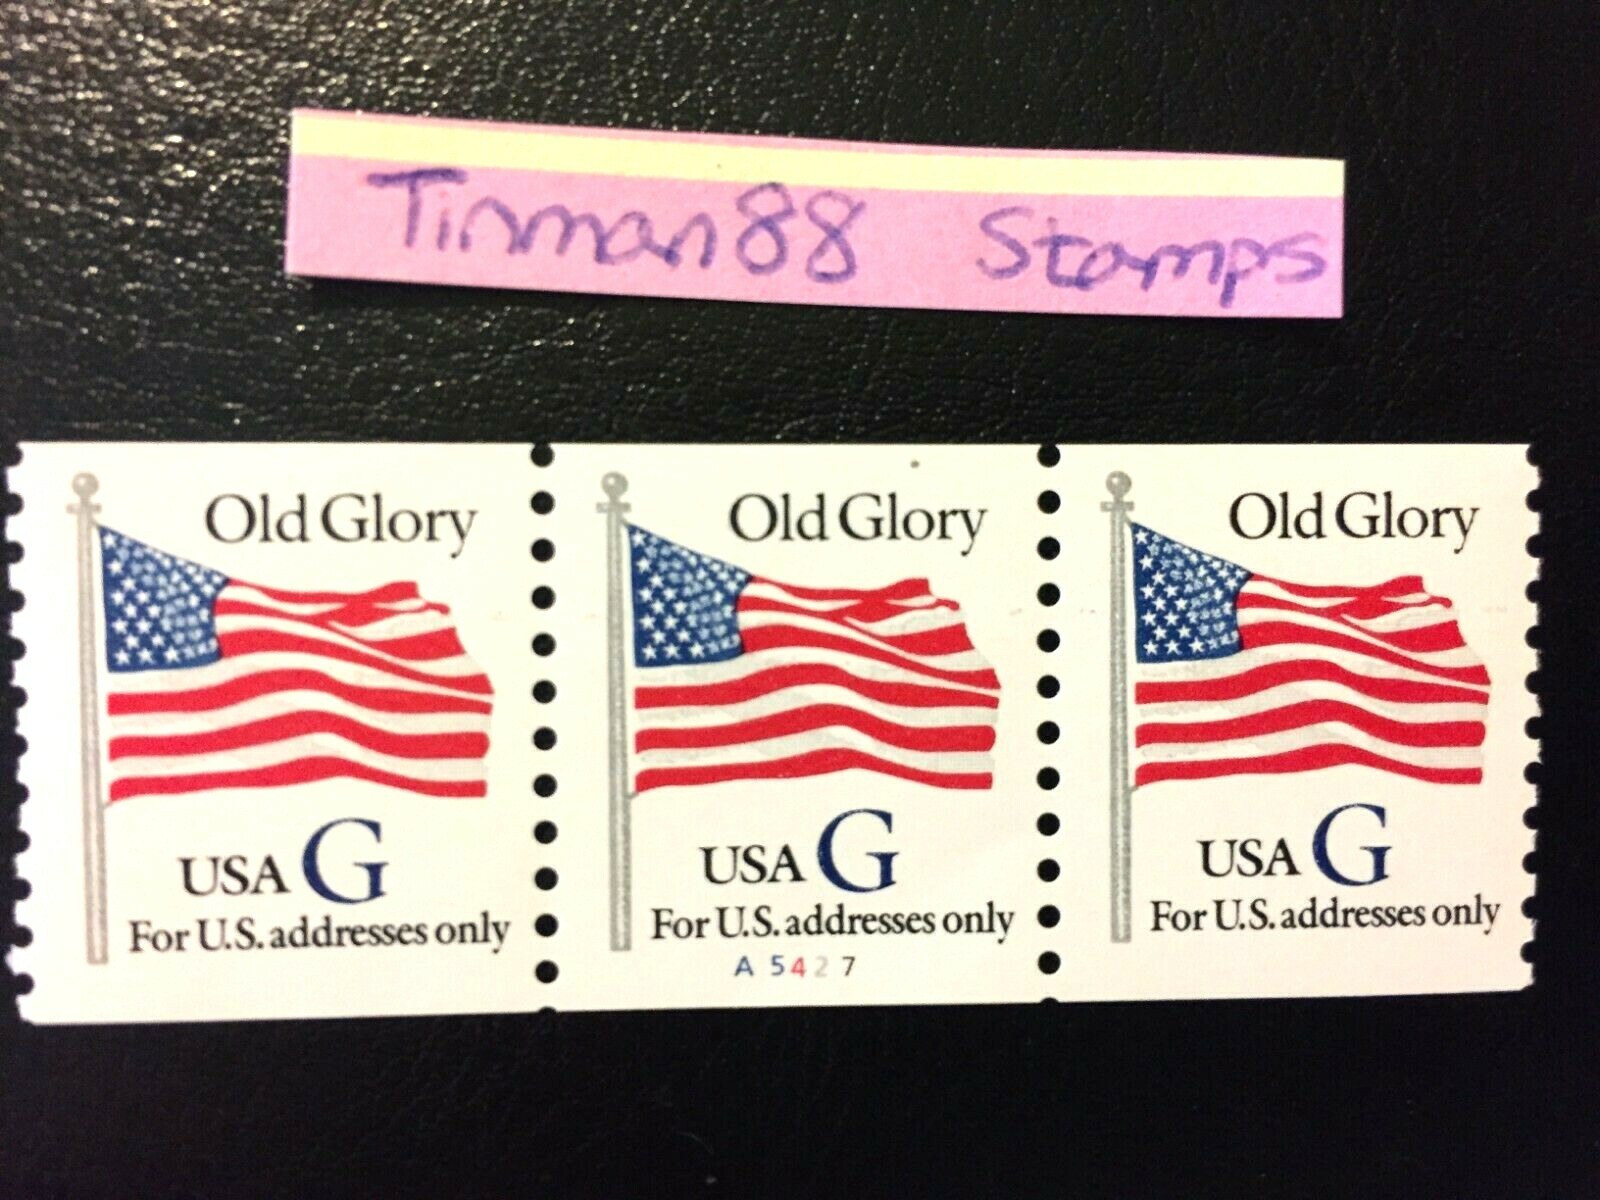 Tinman88 Stamps
Old Glory Old Glory Old Glory
USA G USA G USA G
For U.S. addresses only For U.S. addresses only For U.S. addresses only
A 5427